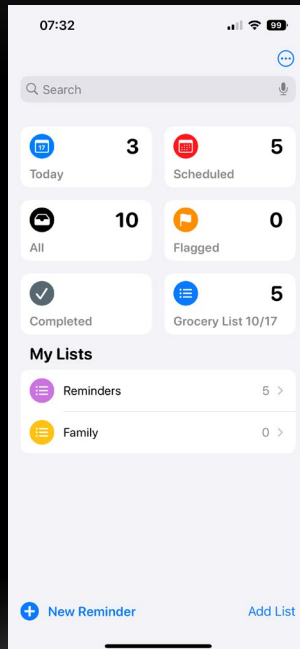 07:32 99
Search
17 3
Today
5
Scheduled
10
All
0
Flagged
Completed
5
Grocery List 10/17
My Lists
Reminders 5
Family 0
New Reminder Add List